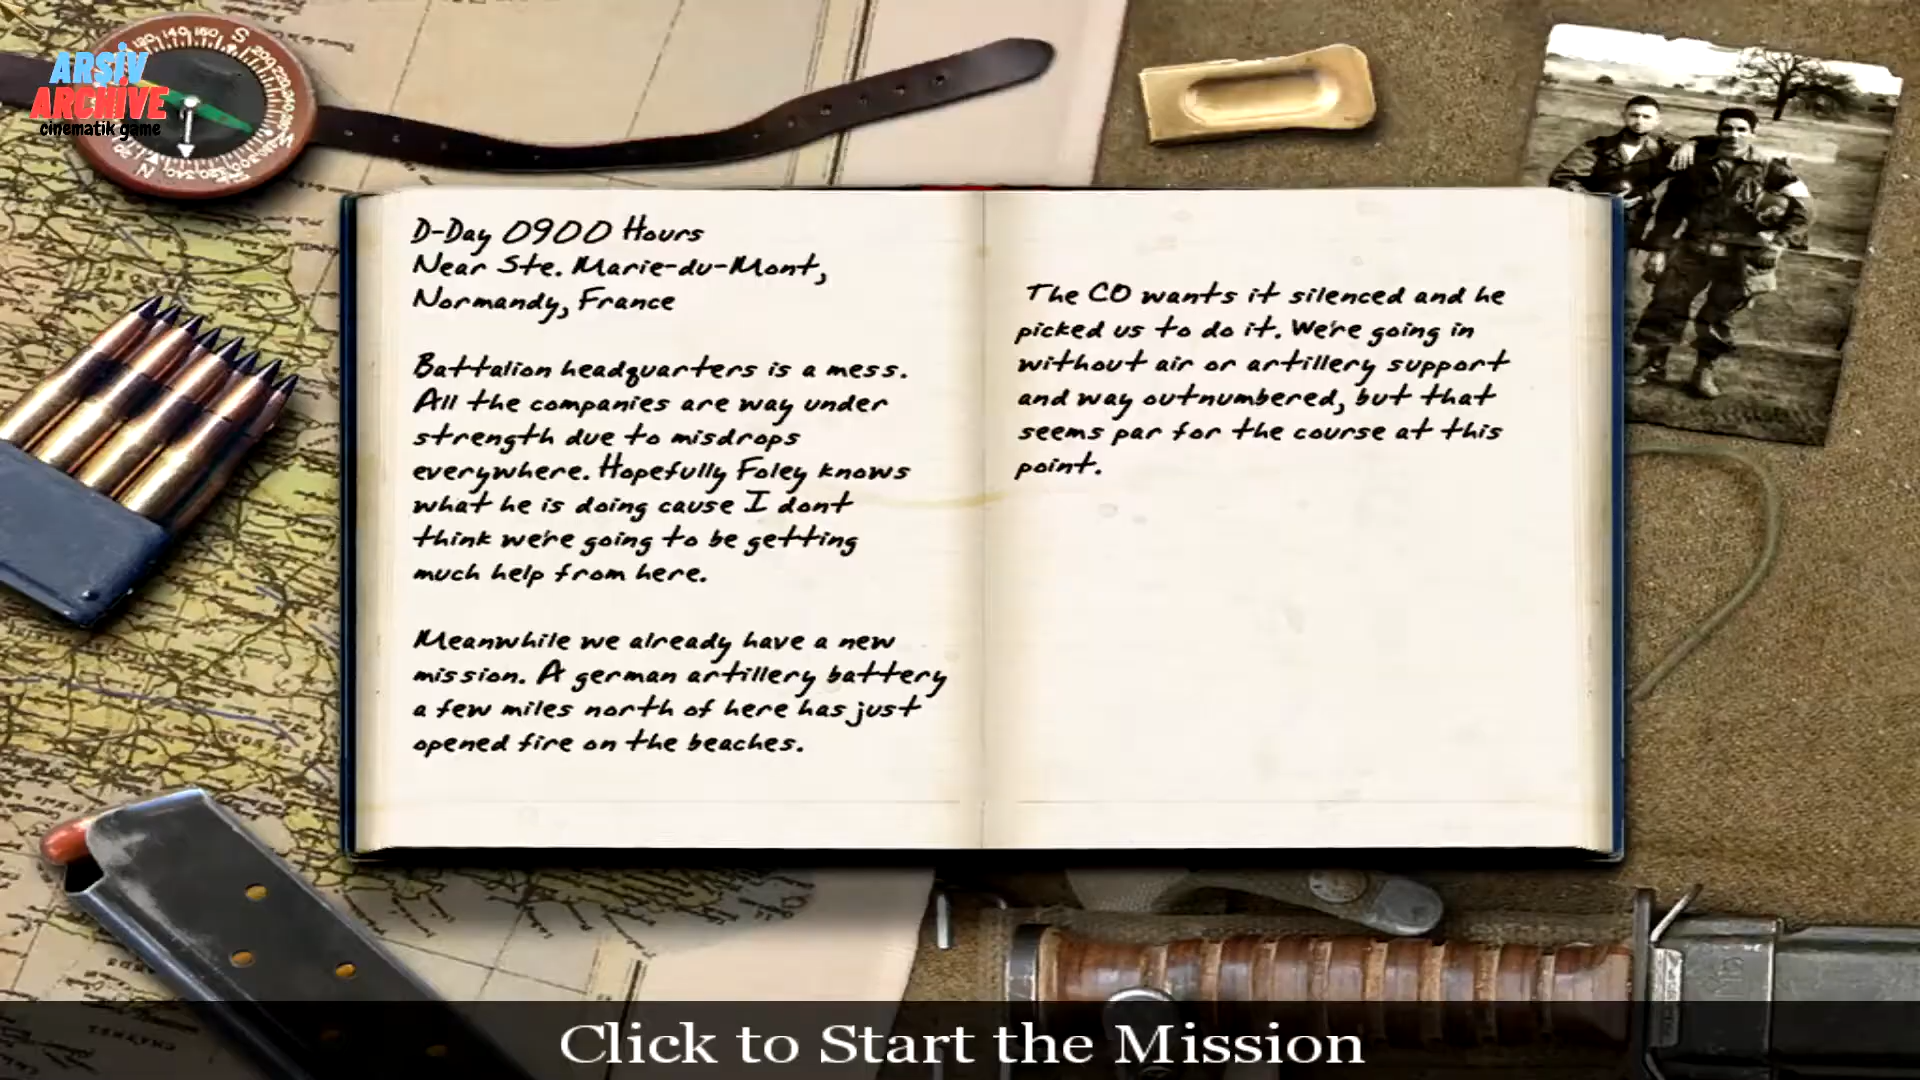 ARŞİV
ARCHIVE
cinematik game
D-Day 0900 Hours
Near Ste. Marie-du-Mont,
Normandy, France
Battalion headquarters is a mess.
All the companies are way under
strength due to misdrops
everywhere. Hopefully Foley knows
what he is doing cause I dont
think we're going to be getting
much help from here.
Meanwhile we already have a new
mission. A german artillery battery
a few miles north of here has just
opened fire on the beaches.
The CO wants it silenced and he
picked us to do it. We're going in
without air or artillery support
and way outnumbered, but that
seems par for the course at this
point.
Click to Start the Mission